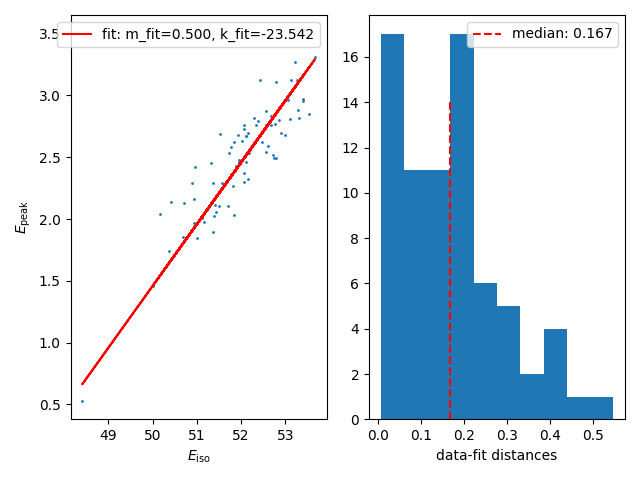 fit: m_fit=0.500, k_fit=-23.542
3.5
3.0
2.5
2.0
1.5
1.0
0.5
E_peak
49 50 51 52 53
E_iso
median: 0.167
16
14
12
10
8
6
4
2
0
0.0 0.1 0.2 0.3 0.4 0.5
data-fit distances